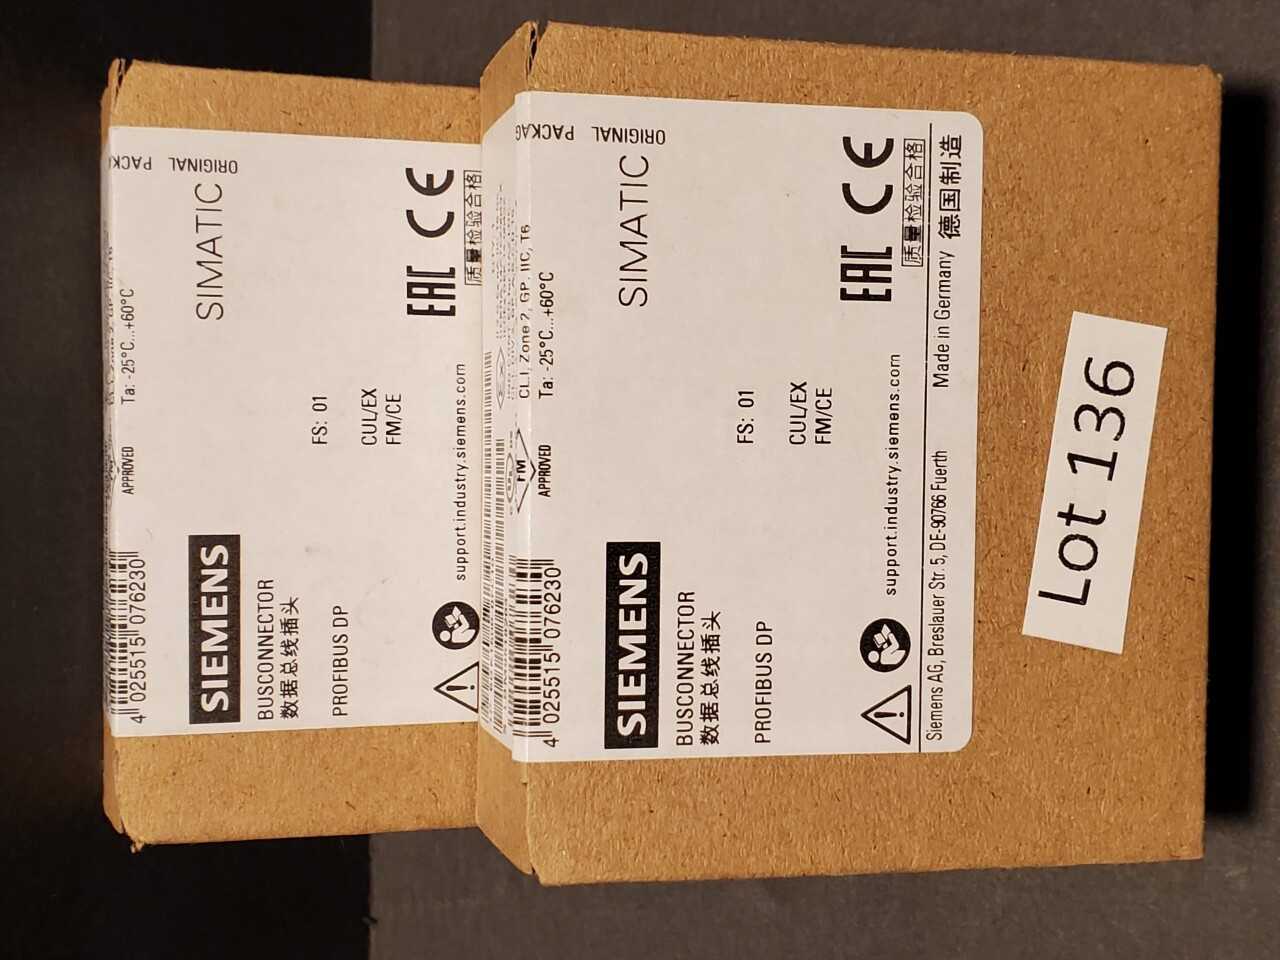 ORIGINAL
SIMATIC
Ta: -25°C...+60°C
APPROVED
FS: 01
CUL/EX
FM/CE
EAC CE
质量检验合格
support.industry.siemens.com
4 025515 076230
SIEMENS
BUSCONNECTOR
数据总线插头
PROFIBUS DP
ORIGINAL
PACKAG
SIMATIC
CL.I, Zone 2, GP. IIC, T6
Ta: -25°C...+60°C
FM
APPROVED
FS: 01
CUL/EX
FM/CE
EAC CE
质量检验合格
support.industry.siemens.com
4 025515 076230
SIEMENS
BUSCONNECTOR
数据总线插头
PROFIBUS DP
Siemens AG, Breslauer Str. 5, DE-90766 Fuerth Made in Germany 德国制造
Lot 136